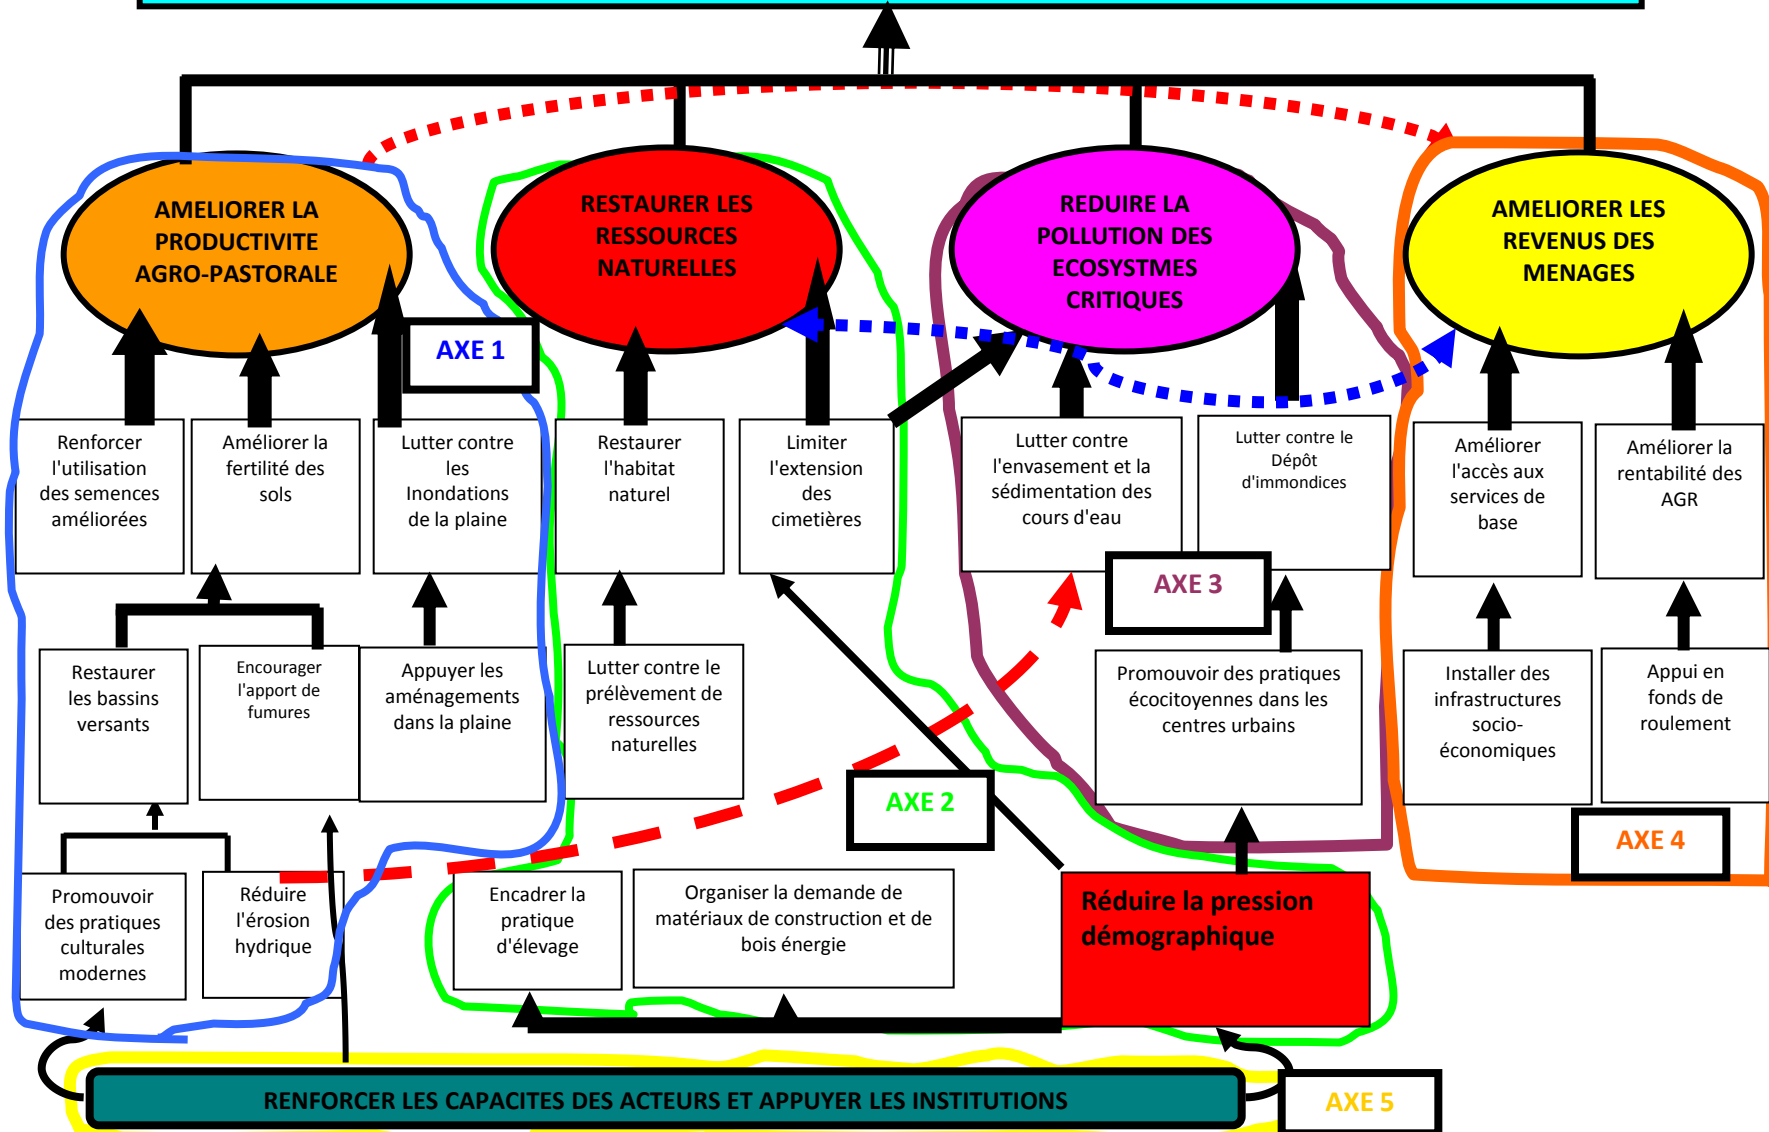 AMELIORER LA
PRODUCTIVITE
AGRO-PASTORALE
RESTAURER LES
RESSOURCES
NATURELLES
REDUIRE LA
POLLUTION DES
ECOSYSTMES
CRITIQUES
AMELIORER LES
REVENUS DES
MENAGES
AXE 1
Renforcer
l'utilisation
des semences
améliorées
Améliorer la
fertilité des
sols
Lutter contre
les
Inondations
de la plaine
Restaurer
l'habitat
naturel
Limiter
l'extension
des
cimetières
Lutter contre
l'envasement et la
sédimentation des
cours d'eau
Lutter contre le
Dépôt
d'immondices
Améliorer
l'accès aux
services de
base
Améliorer la
rentabilité des
AGR
AXE 3
Restaurer
les bassins
versants
Encourager
l'apport de
fumures
Appuyer les
aménagements
dans la plaine
Lutter contre le
prélèvement de
ressources
naturelles
Promouvoir des pratiques
écocitoyennes dans les
centres urbains
Installer des
infrastructures
socio-
économiques
Appui en
fonds de
roulement
AXE 2
AXE 4
Promouvoir
des pratiques
culturales
modernes
Réduire
l'érosion
hydrique
Encadrer la
pratique
d'élevage
Organiser la demande de
matériaux de construction et de
bois énergie
Réduire la pression
démographique
RENFORCER LES CAPACITES DES ACTEURS ET APPUYER LES INSTITUTIONS
AXE 5